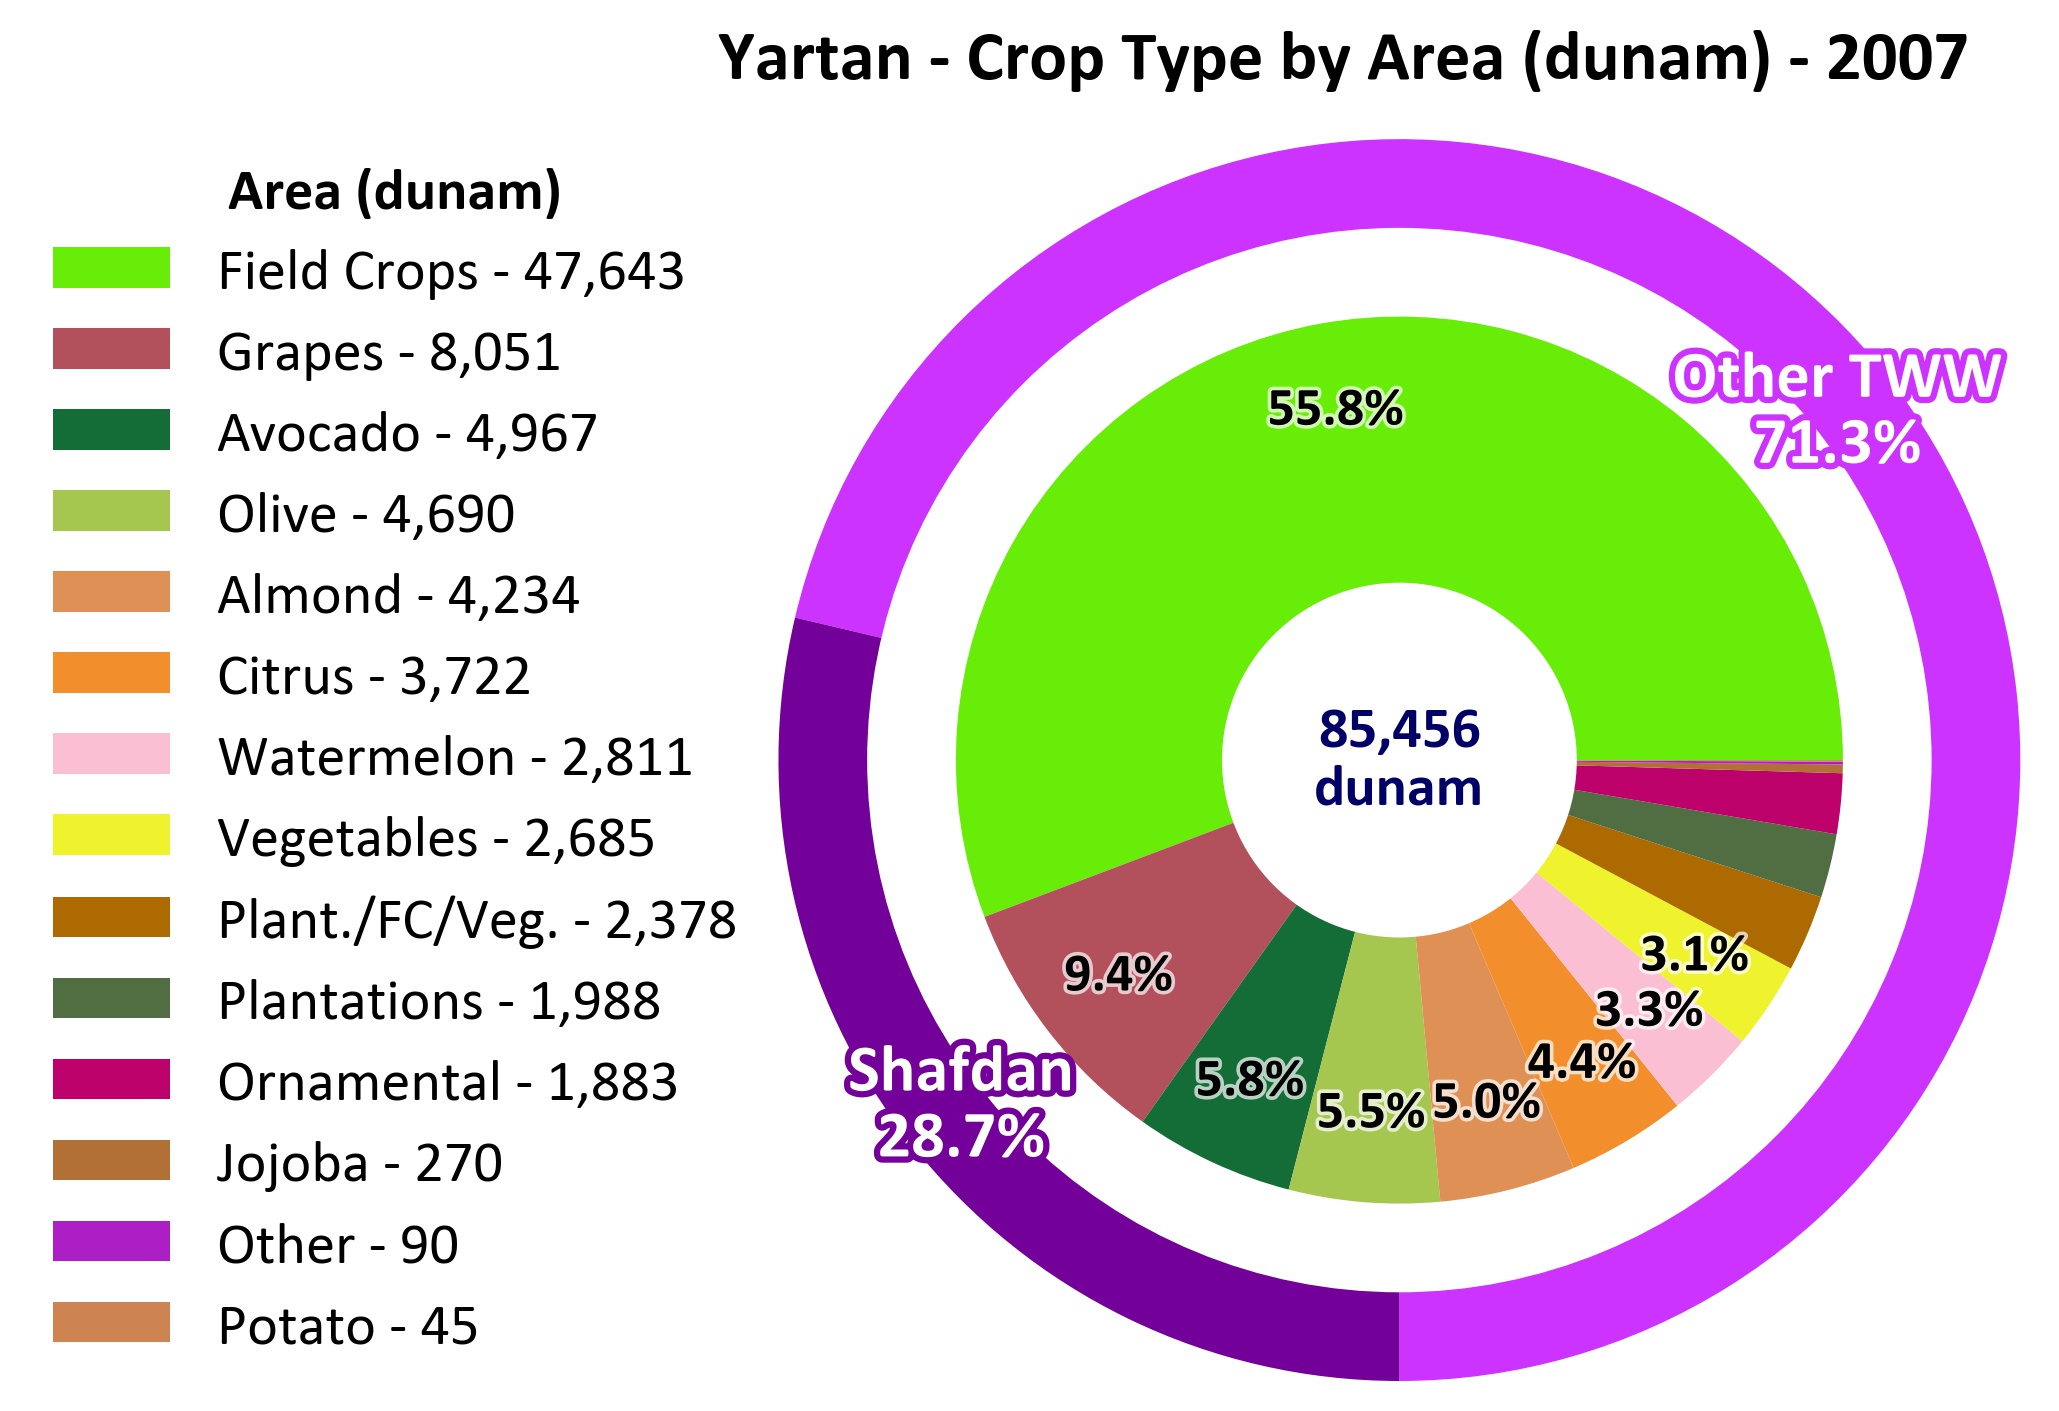 Yartan - Crop Type by Area (dunam) - 2007
Area (dunam)
Field Crops - 47,643
Grapes - 8,051
Avocado - 4,967
Olive - 4,690
Almond - 4,234
Citrus - 3,722
Watermelon - 2,811
Vegetables - 2,685
Plant./FC/Veg. - 2,378
Plantations - 1,988
Ornamental - 1,883
Jojoba - 270
Other - 90
Potato - 45
Other TWW
71.3%
55.8%
85,456
dunam
3.1%
9.4%
3.3%
4.4%
5.8%
5.5%
5.0%
Shafdan
28.7%